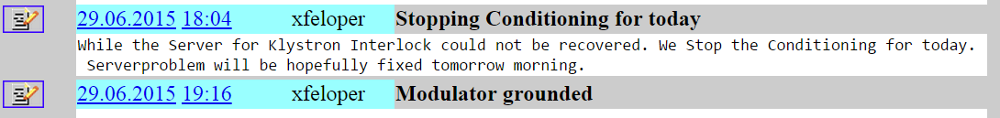 29.06.2015 18:04 xfeloper Stopping Conditioning for today
While the Server for Klystron Interlock could not be recovered. We Stop the Conditioning for today.
Serverproblem will be hopefully fixed tomorrow morning.
29.06.2015 19:16 xfeloper Modulator grounded